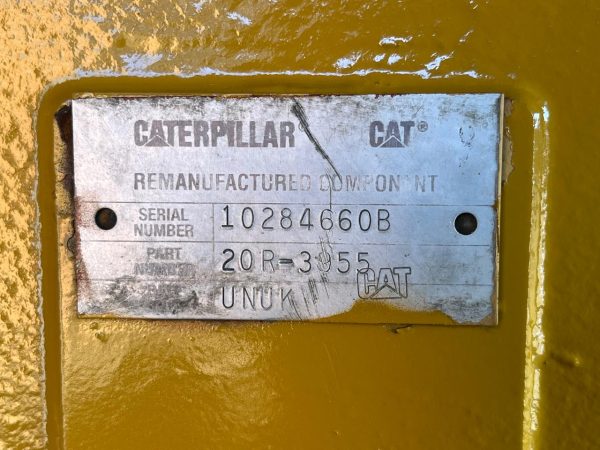 CATERPILLAR® CAT®
REMANUFACTURED COMPONENT
SERIAL NUMBER 10284660B
PART NUMBER 20R-3955
UNUK CAT